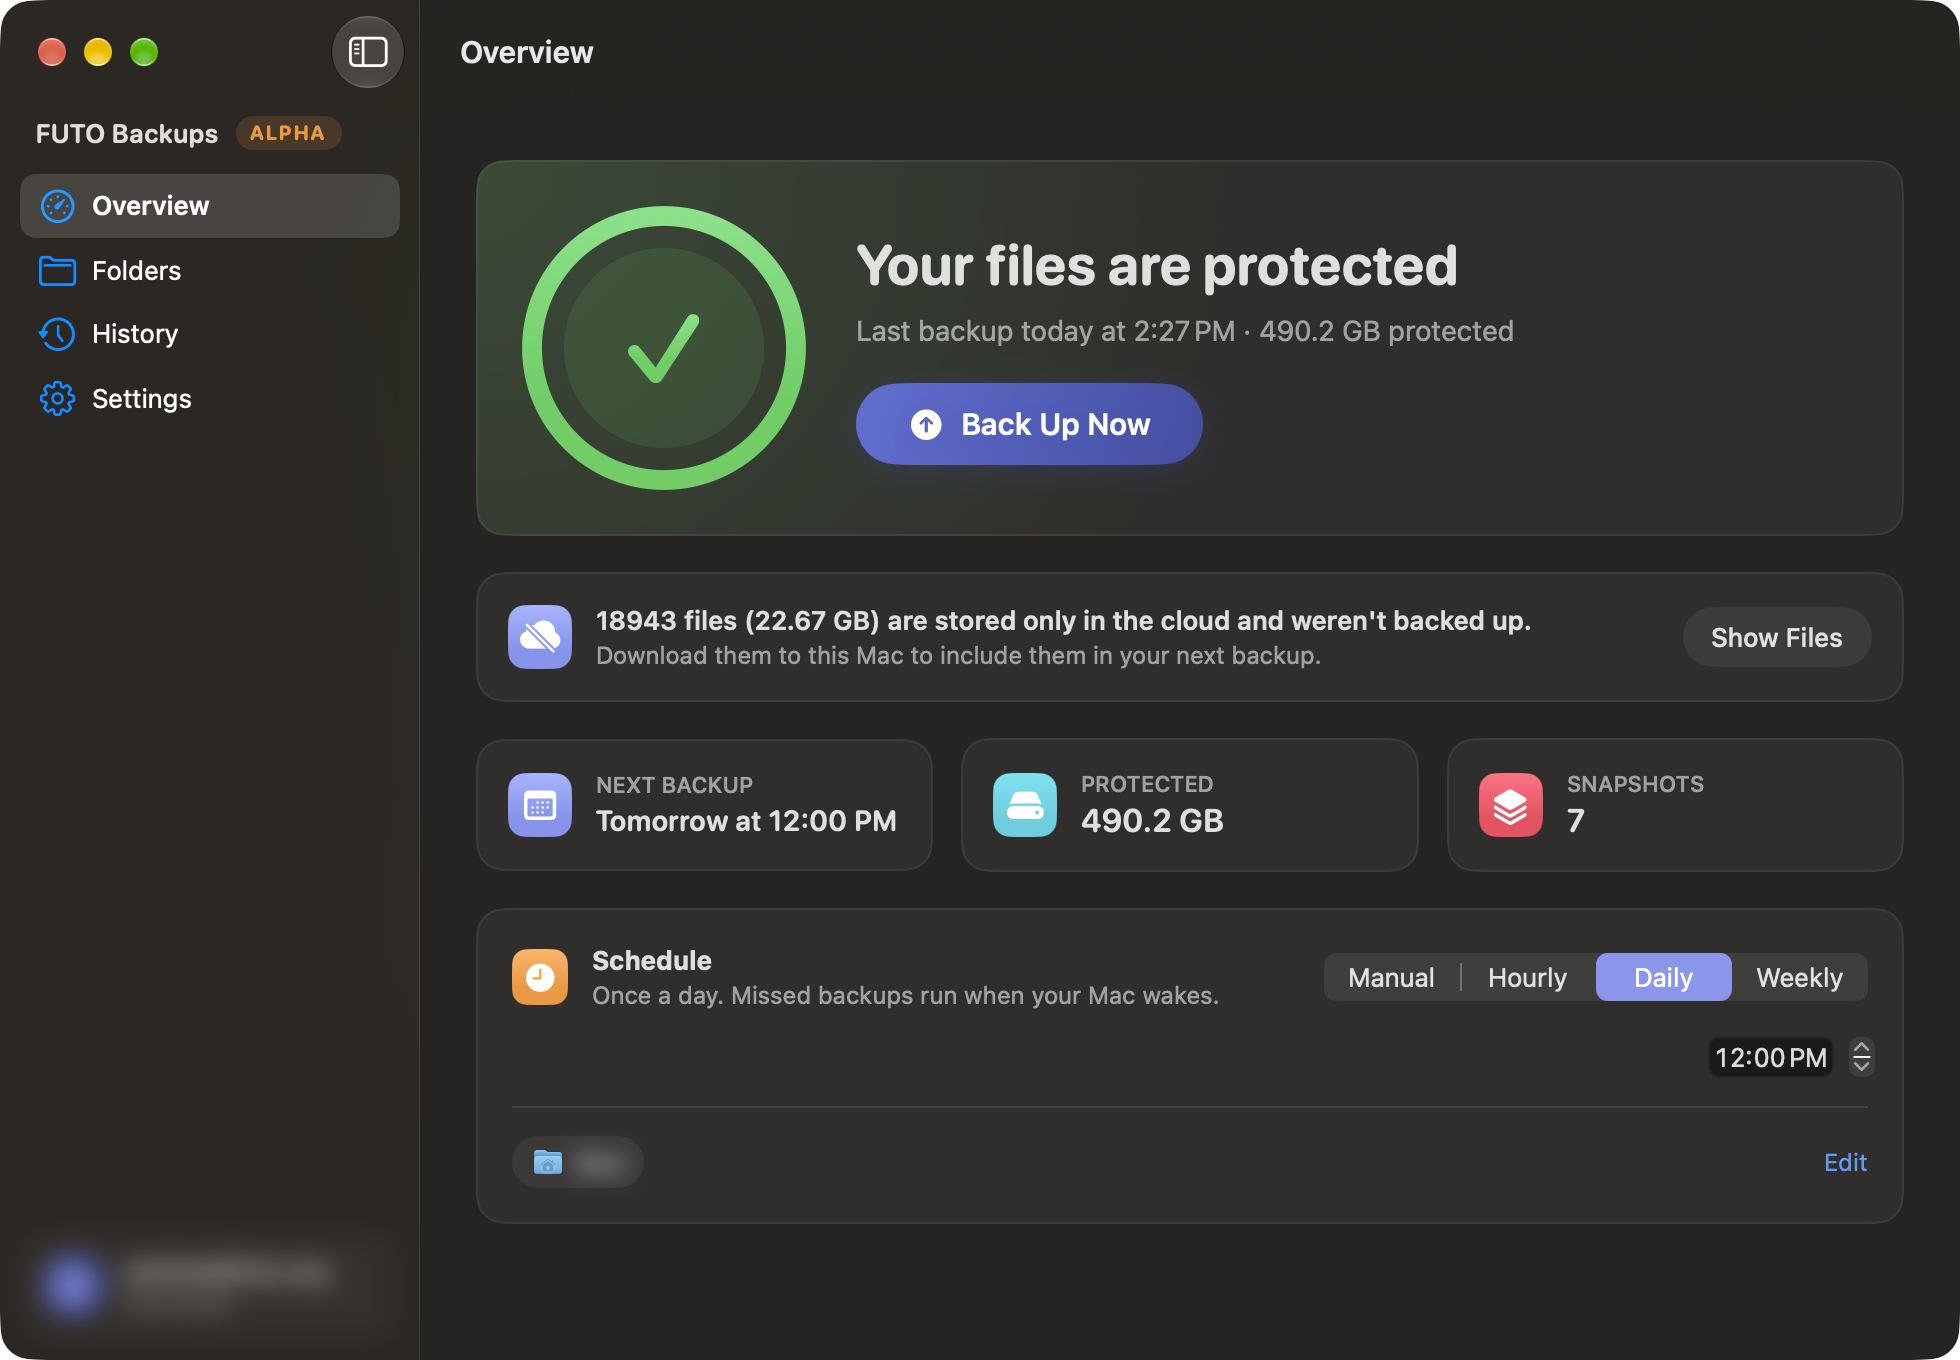 Overview
FUTO Backups ALPHA
Overview
Folders
History
Settings
Your files are protected
Last backup today at 2:27 PM · 490.2 GB protected
Back Up Now
18943 files (22.67 GB) are stored only in the cloud and weren't backed up.
Download them to this Mac to include them in your next backup.
Show Files
NEXT BACKUP
Tomorrow at 12:00 PM
PROTECTED
490.2 GB
SNAPSHOTS
7
Schedule
Once a day. Missed backups run when your Mac wakes.
Manual Hourly Daily Weekly
12:00 PM
Edit